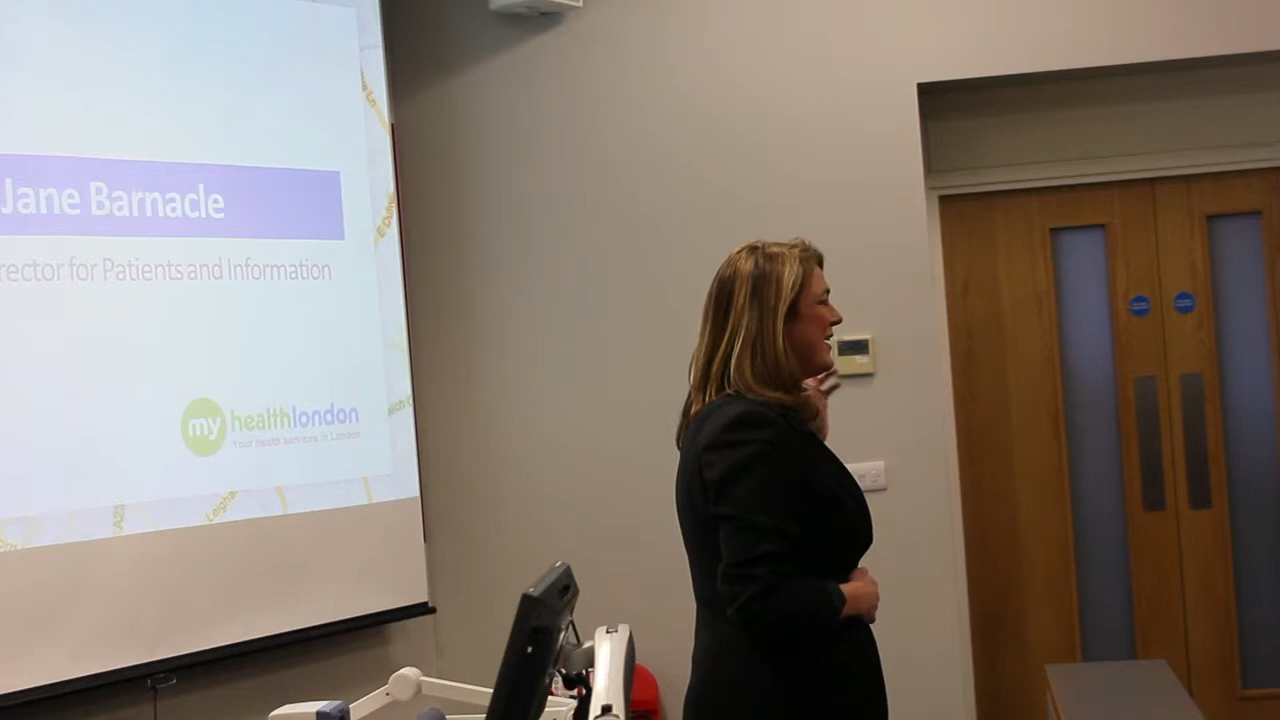 Jane Barnacle
rector for Patients and Information
my healthlondon
Your health services in London